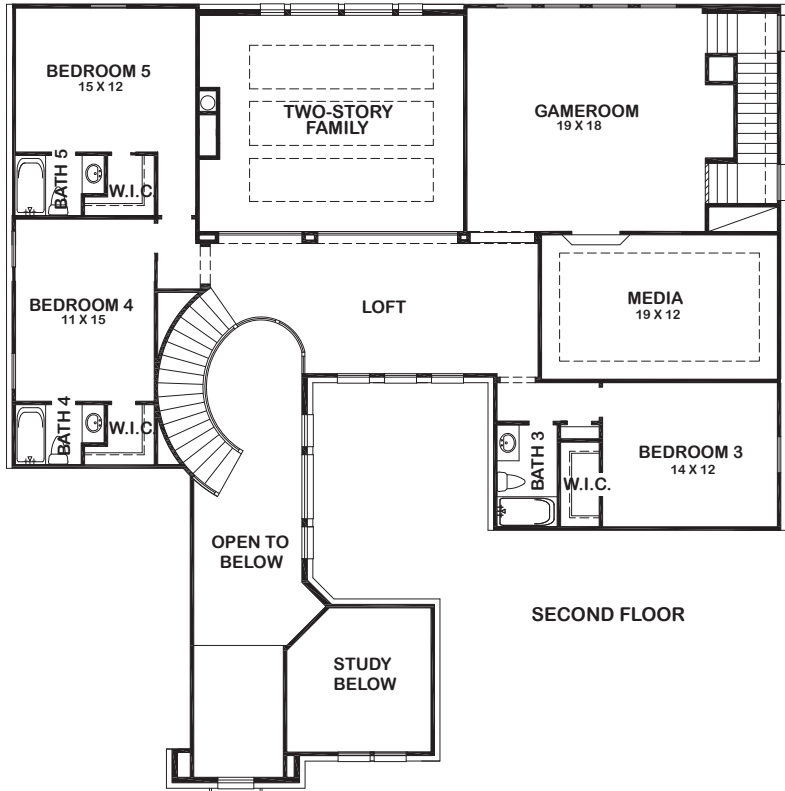 BEDROOM 5
15 X 12
TWO-STORY
FAMILY
GAMEROOM
19 X 18
BATH 5
W.I.C.
BEDROOM 4
11 X 15
LOFT
MEDIA
19 X 12
BATH 4
W.I.C.
BATH 3
W.I.C.
BEDROOM 3
14 X 12
OPEN TO
BELOW
SECOND FLOOR
STUDY
BELOW